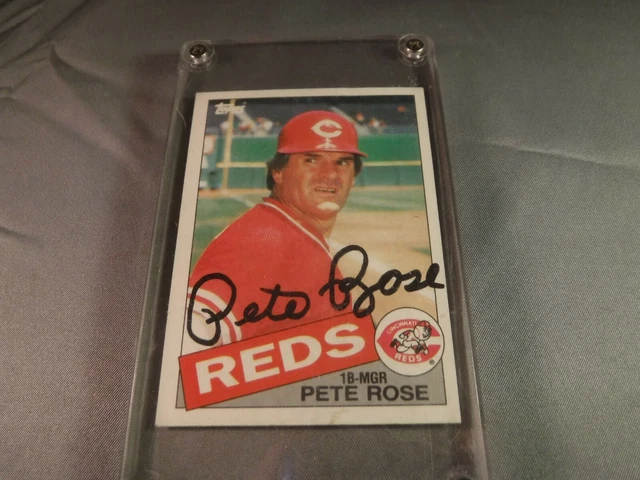 Topps
C
Pete Rose
REDS
CINCINNATI
REDS
1B-MGR
PETE ROSE